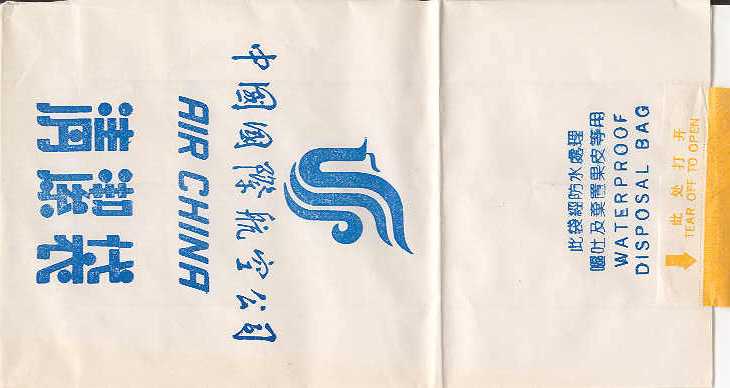 中國國際航空公司
AIR CHINA
清潔袋
此袋經防水處理
嘔吐及棄置果皮等用
WATERPROOF
DISPOSAL BAG
此处打开
TEAR OFF TO OPEN